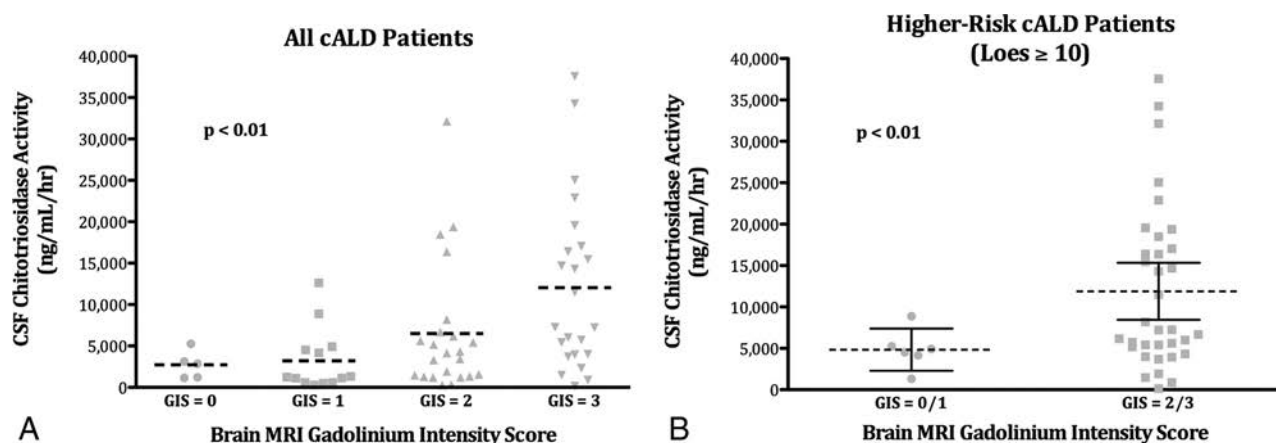 All cALD Patients
CSF Chitotriosidase Activity
(ng/mL/hr)
40,000
35,000
30,000
25,000
20,000
15,000
10,000
5,000
0
p < 0.01
GIS = 0
GIS = 1
GIS = 2
GIS = 3
A
Brain MRI Gadolinium Intensity Score
Higher-Risk cALD Patients
(Loes ≥ 10)
CSF Chitotriosidase Activity
(ng/mL/hr)
40,000
35,000
30,000
25,000
20,000
15,000
10,000
5,000
0
p < 0.01
GIS = 0/1
GIS = 2/3
B
Brain MRI Gadolinium Intensity Score